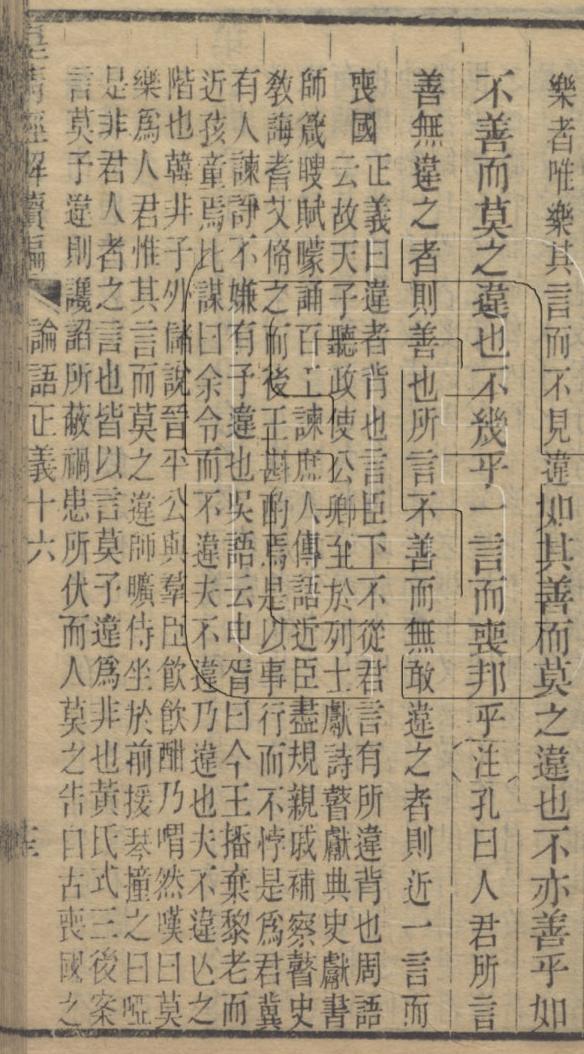 樂者唯樂其言而不見違如其善而莫之違也不亦善乎如
不善而莫之違也不幾乎一言而喪邦乎注孔曰人君所言
善無違之者則善也所言不善而無敢違之者則近一言而
喪國
正義曰違者背也言臣下不從君言有所違背也周語
云故天子聽政使公卿至於列士獻詩瞽獻典史獻書
師箴瞍賦矇誦百工諫庶人傳語近臣盡規親戚補察瞽史
教誨耆艾脩之而後王斟酌焉是以事行而不悖是爲君冀
有人諫諍不嫌有予違也吳語云申胥曰今王播棄黎老而
近孩童焉比謀曰余令而不違夫不違乃違也夫不違亾之
階也韓非子外儲說晉平公與羣臣飮飮酣乃喟然嘆曰莫
樂爲人君惟其言而莫之違師曠侍坐於前援琴撞之曰啞
是非君人者之言也皆以言莫予違爲非也黃氏式三後案
言莫予違則讒諂所蔽禍患所伏而人莫之告自古喪國之
皇淸經解續編
論語正義十六